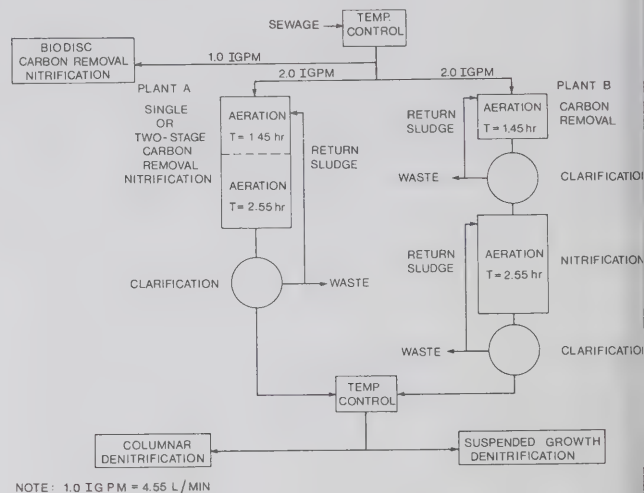 SEWAGE
TEMP.
CONTROL
BIODISC
CARBON REMOVAL
NITRIFICATION
1.0 IGPM
2.0 IGPM
2.0 IGPM
PLANT A
SINGLE
OR
TWO-STAGE
CARBON
REMOVAL
NITRIFICATION
AERATION
T = 1.45 hr
AERATION
T = 2.55 hr
RETURN
SLUDGE
CLARIFICATION
WASTE
PLANT B
CARBON
REMOVAL
AERATION
T = 1.45 hr
RETURN
SLUDGE
WASTE
CLARIFICATIO
RETURN
SLUDGE
AERATION
T = 2.55 hr
NITRIFICATION
WASTE
CLARIFICATIO
TEMP
CONTROL
COLUMNAR
DENITRIFICATION
SUSPENDED GROWTH
DENITRIFICATION
NOTE: 1.0 IGPM = 4.55 L/MIN